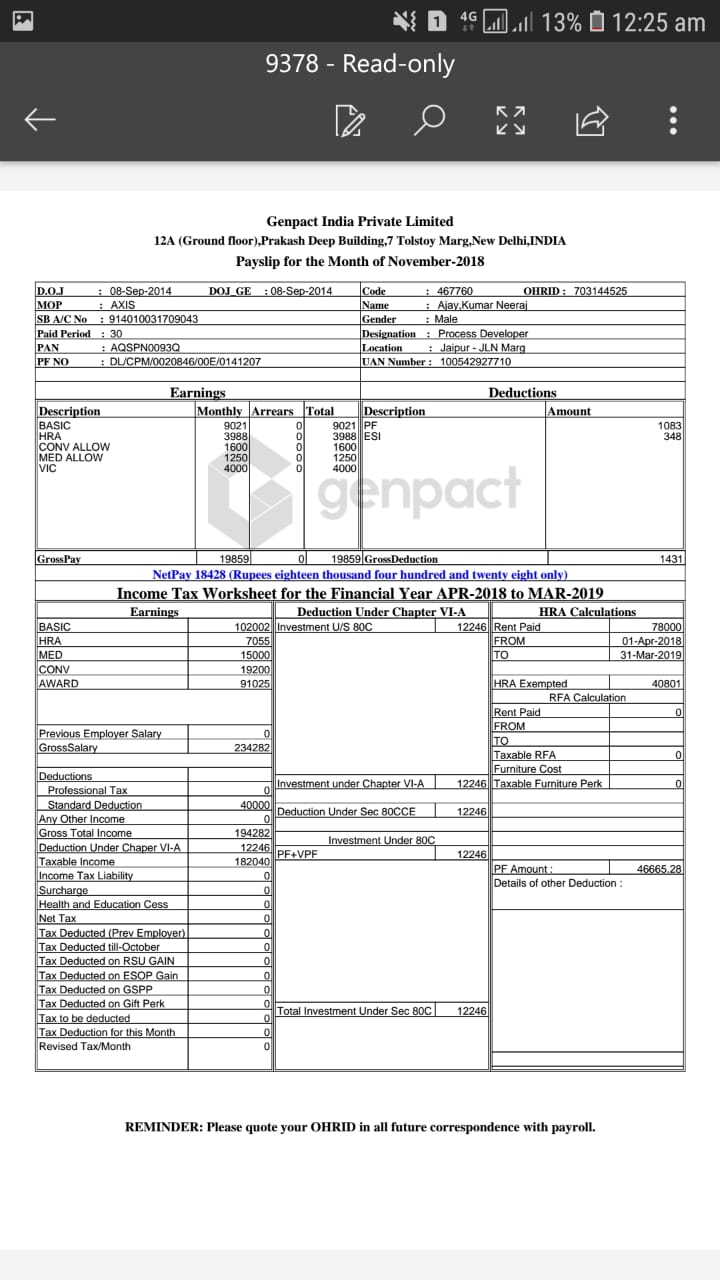 1 4G 13% 12:25 am
9378 - Read-only
Genpact India Private Limited
12A (Ground floor),Prakash Deep Building,7 Tolstoy Marg,New Delhi,INDIA
Payslip for the Month of November-2018
D.O.J : 08-Sep-2014 DOJ_GE : 08-Sep-2014 Code : 467760 OHRID : 703144525
MOP : AXIS Name : Ajay,Kumar Neeraj
SB A/C No : 914010031709043 Gender : Male
Paid Period : 30 Designation : Process Developer
PAN : AQSPN0093Q Location : Jaipur - JLN Marg
PF NO : DL/CPM/0020846/00E/0141207 UAN Number : 100542927710
Earnings Deductions
Description Monthly Arrears Total Description Amount
BASIC 9021 0 9021 PF 1083
HRA 3988 0 3988 ESI 348
CONV ALLOW 1600 0 1600
MED ALLOW 1250 0 1250
VIC 4000 0 4000
genpact
GrossPay 19859 0 19859 GrossDeduction 1431
NetPay 18428 (Rupees eighteen thousand four hundred and twenty eight only)
Income Tax Worksheet for the Financial Year APR-2018 to MAR-2019
Earnings Deduction Under Chapter VI-A HRA Calculations
BASIC 102002 Investment U/S 80C 12246 Rent Paid 78000
HRA 7055 FROM 01-Apr-2018
MED 15000 TO 31-Mar-2019
CONV 19200
AWARD 91025 HRA Exempted 40801
RFA Calculation
Rent Paid 0
FROM
Previous Employer Salary 0 TO
GrossSalary 234282
Taxable RFA 0
Furniture Cost
Deductions
Investment under Chapter VI-A 12246 Taxable Furniture Perk 0
Professional Tax 0
Standard Deduction 40000
Deduction Under Sec 80CCE 12246
Any Other Income 0
Gross Total Income 194282
Investment Under 80C
Deduction Under Chaper VI-A 12246
PF+VPF 12246
Taxable Income 182040
PF Amount : 46665.28
Income Tax Liability 0
Details of other Deduction :
Surcharge 0
Health and Education Cess 0
Net Tax 0
Tax Deducted (Prev Employer) 0
Tax Deducted till-October 0
Tax Deducted on RSU GAIN 0
Tax Deducted on ESOP Gain 0
Tax Deducted on GSPP 0
Tax Deducted on Gift Perk 0
Total Investment Under Sec 80C 12246
Tax to be deducted 0
Tax Deduction for this Month 0
Revised Tax/Month 0
REMINDER: Please quote your OHRID in all future correspondence with payroll.